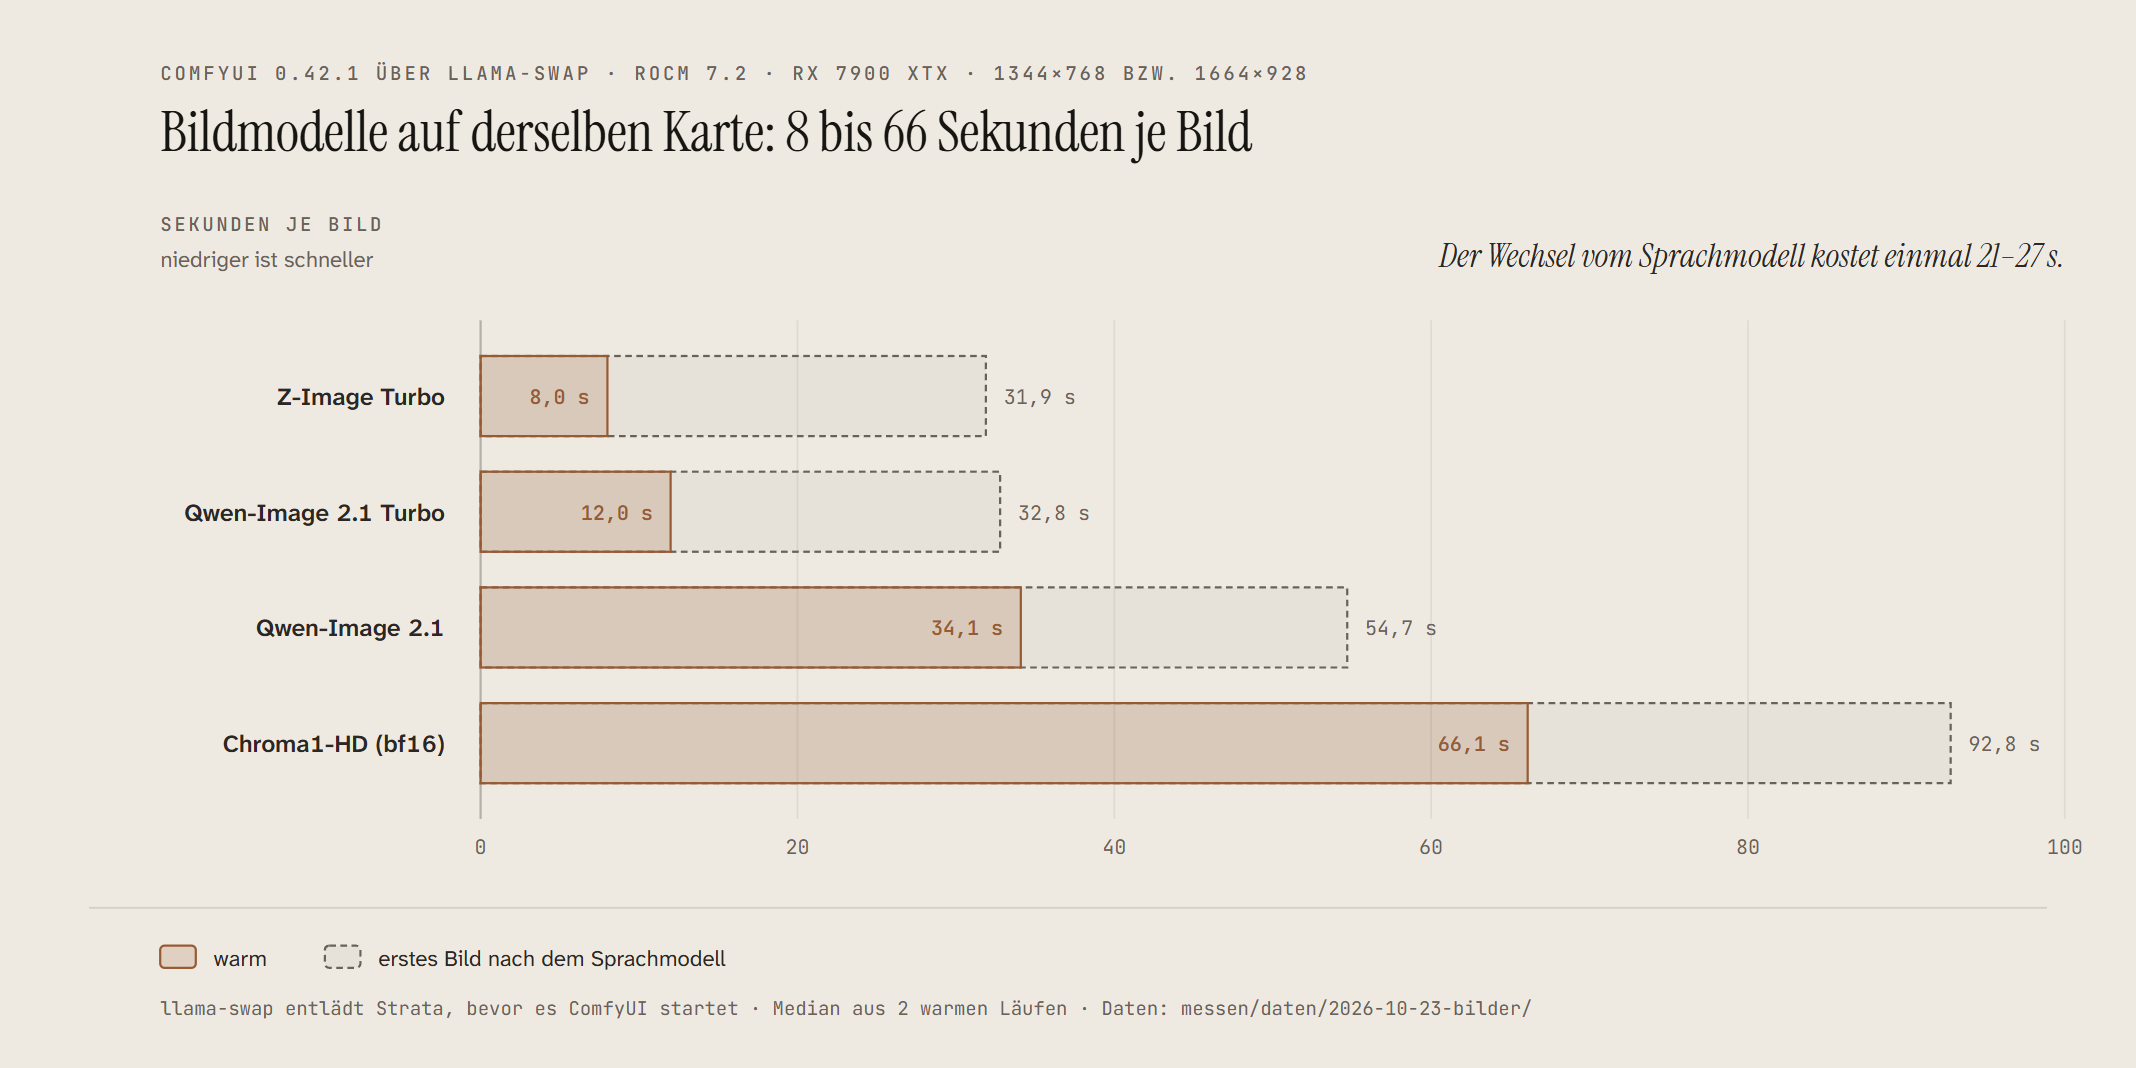 COMFYUI 0.42.1 ÜBER LLAMA-SWAP · ROCM 7.2 · RX 7900 XTX · 1344×768 BZW. 1664×928
Bildmodelle auf derselben Karte: 8 bis 66 Sekunden je Bild
SEKUNDEN JE BILD
niedriger ist schneller
Der Wechsel vom Sprachmodell kostet einmal 21–27 s.
Z-Image Turbo 8,0 s 31,9 s
Qwen-Image 2.1 Turbo 12,0 s 32,8 s
Qwen-Image 2.1 34,1 s 54,7 s
Chroma1-HD (bf16) 66,1 s 92,8 s
0 20 40 60 80 100
warm erstes Bild nach dem Sprachmodell
llama-swap entlädt Strata, bevor es ComfyUI startet · Median aus 2 warmen Läufen · Daten: messen/daten/2026-10-23-bilder/